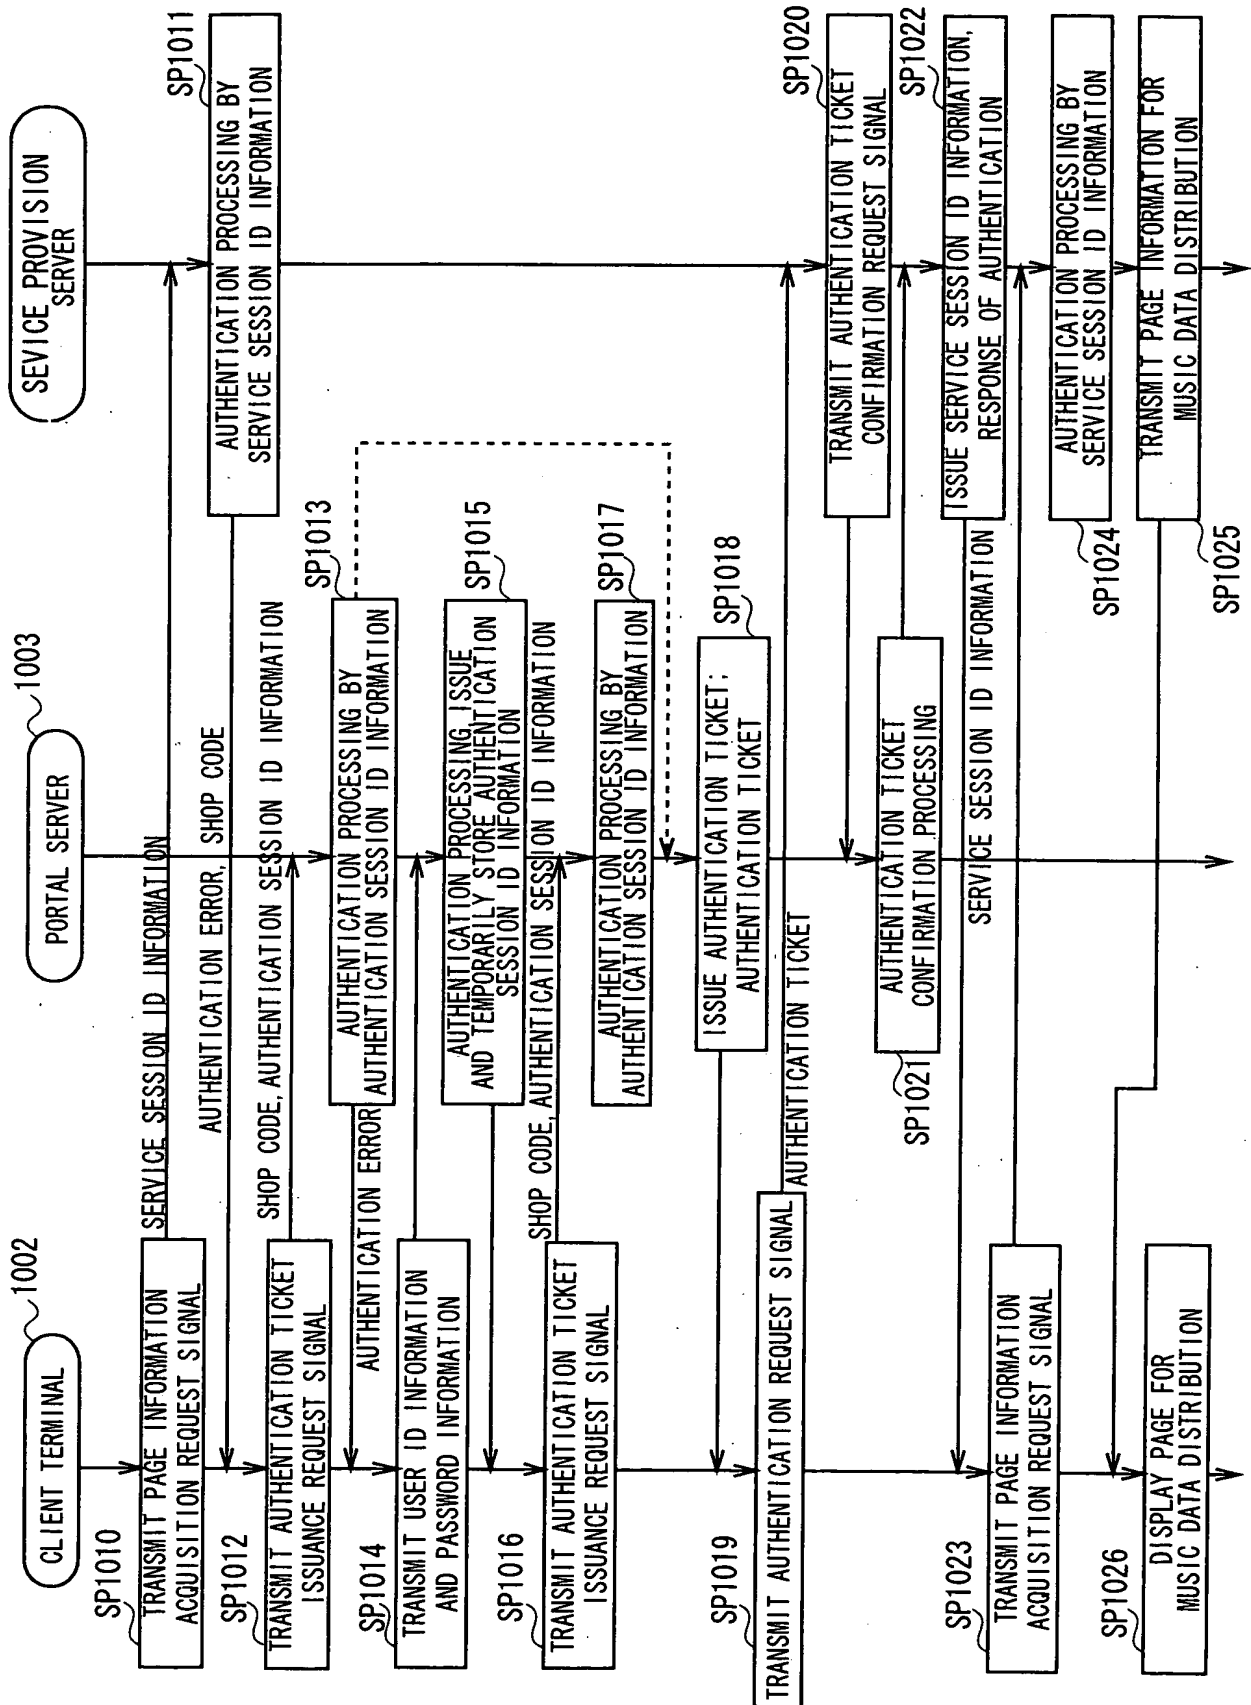 CLIENT TERMINAL
1002
PORTAL SERVER
1003
SEVICE PROVISION
SERVER
SP1010
TRANSMIT PAGE INFORMATION
ACQUISITION REQUEST SIGNAL
SERVICE SESSION ID INFORMATION
SP1011
AUTHENTICATION PROCESSING BY
SERVICE SESSION ID INFORMATION
AUTHENTICATION ERROR, SHOP CODE
SP1012
TRANSMIT AUTHENTICATION TICKET
ISSUANCE REQUEST SIGNAL
SHOP CODE, AUTHENTICATION SESSION ID INFORMATION
SP1013
AUTHENTICATION PROCESSING BY
AUTHENTICATION SESSION ID INFORMATION
AUTHENTICATION ERROR
SP1014
TRANSMIT USER ID INFORMATION
AND PASSWORD INFORMATION
SP1015
AUTHENTICATION PROCESSING, ISSUE
AND TEMPORARILY STORE AUTHENTICATION
SESSION ID INFORMATION
SP1016
TRANSMIT AUTHENTICATION TICKET
ISSUANCE REQUEST SIGNAL
SHOP CODE, AUTHENTICATION SESSION ID INFORMATION
SP1017
AUTHENTICATION PROCESSING BY
AUTHENTICATION SESSION ID INFORMATION
SP1018
ISSUE AUTHENTICATION TICKET;
AUTHENTICATION TICKET
SP1019
TRANSMIT AUTHENTICATION REQUEST SIGNAL
AUTHENTICATION TICKET
SP1020
TRANSMIT AUTHENTICATION TICKET
CONFIRMATION REQUEST SIGNAL
SP1021
AUTHENTICATION TICKET
CONFIRMATION PROCESSING
SP1022
ISSUE SERVICE SESSION ID INFORMATION,
RESPONSE OF AUTHENTICATION
SERVICE SESSION ID INFORMATION
SP1023
TRANSMIT PAGE INFORMATION
ACQUISITION REQUEST SIGNAL
SP1024
AUTHENTICATION PROCESSING BY
SERVICE SESSION ID INFORMATION
SP1025
TRANSMIT PAGE INFORMATION FOR
MUSIC DATA DISTRIBUTION
SP1026
DISPLAY PAGE FOR
MUSIC DATA DISTRIBUTION